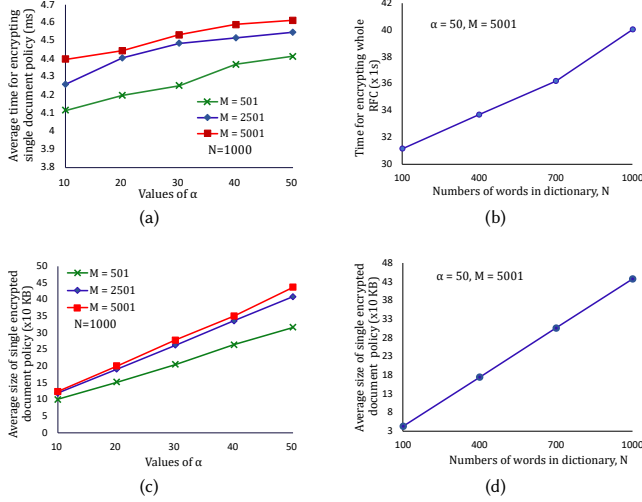 Average time for encrypting
single document policy (ms)
4.7
4.6
4.5
4.4
4.3
4.2
4.1
4
3.9
3.8
M = 501
M = 2501
M = 5001
N=1000
10 20 30 40 50
Values of α
(a)
Time for encrypting whole
RFC (x 1s)
42
40
38
36
34
32
30
α = 50, M = 5001
100 400 700 1000
Numbers of words in dictionary, N
(b)
Average size of single encrypted
document policy (x10 KB)
50
45
40
35
30
25
20
15
10
5
0
M = 501
M = 2501
M = 5001
N=1000
10 20 30 40 50
Values of α
(c)
Average size of single encrypted
document policy (x10 KB)
48
43
38
33
28
23
18
13
8
3
α = 50, M = 5001
100 400 700 1000
Numbers of words in dictionary, N
(d)